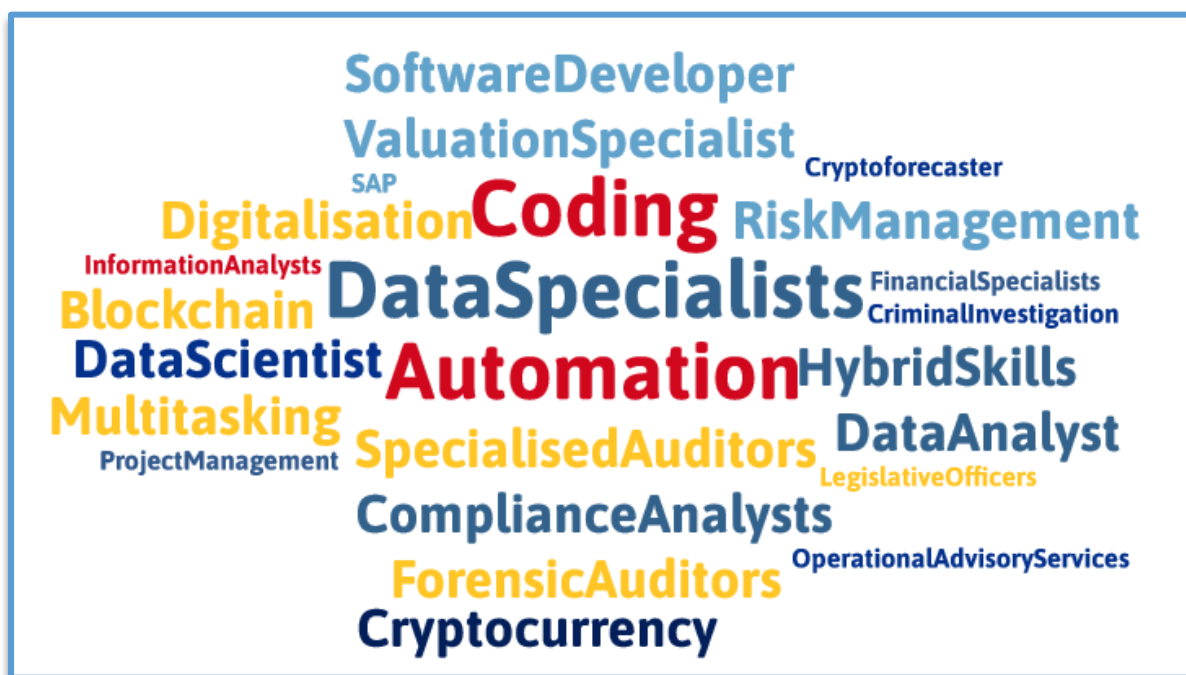 SoftwareDeveloper
ValuationSpecialist
Cryptoforecaster
SAP
Digitalisation
Coding
RiskManagement
InformationAnalysts
DataSpecialists
FinancialSpecialists
Blockchain
CriminalInvestigation
DataScientist
Automation
HybridSkills
Multitasking
DataAnalyst
ProjectManagement
SpecialisedAuditors
LegislativeOfficers
ComplianceAnalysts
OperationalAdvisoryServices
ForensicAuditors
Cryptocurrency